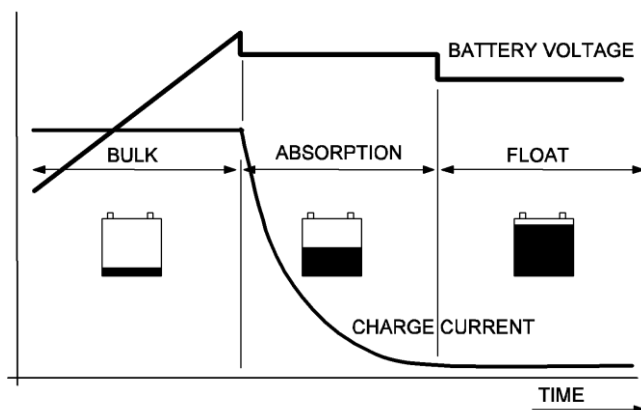 BATTERY VOLTAGE
BULK
ABSORPTION
FLOAT
CHARGE CURRENT
TIME